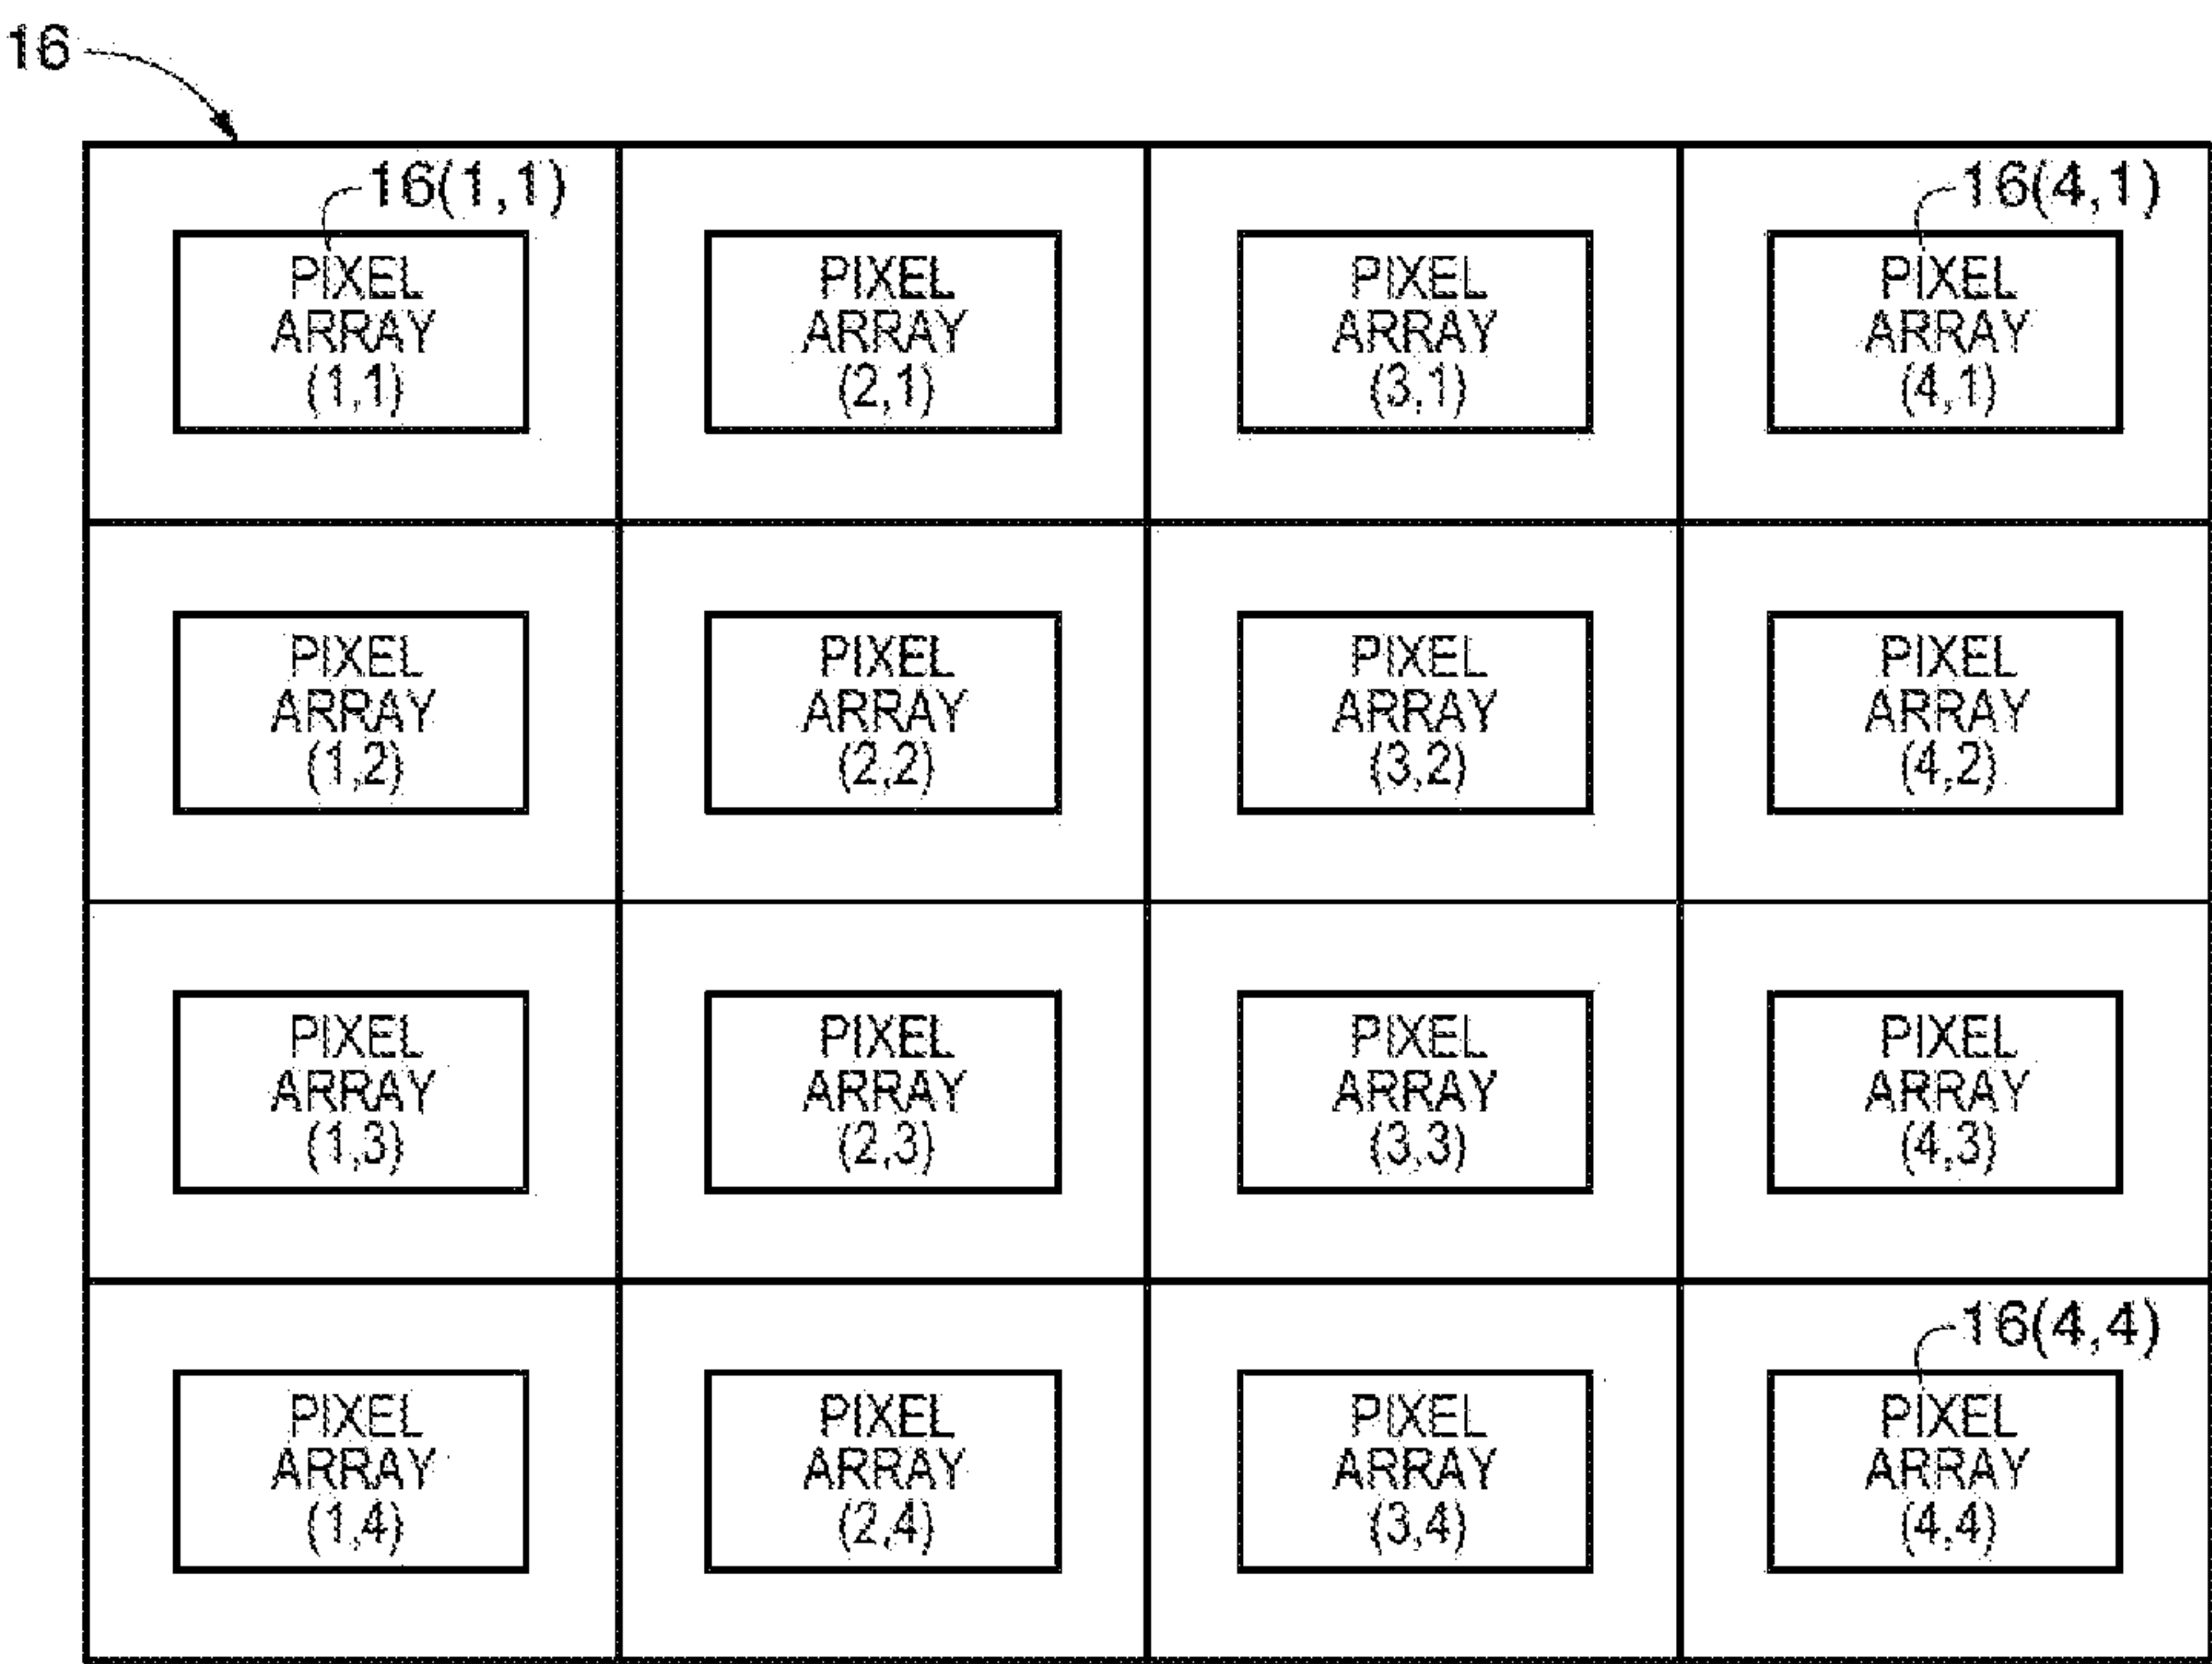 16
16(1,1)
16(4,1)
PIXEL
ARRAY
(1,1)
PIXEL
ARRAY
(2,1)
PIXEL
ARRAY
(3,1)
PIXEL
ARRAY
(4,1)
PIXEL
ARRAY
(1,2)
PIXEL
ARRAY
(2,2)
PIXEL
ARRAY
(3,2)
PIXEL
ARRAY
(4,2)
PIXEL
ARRAY
(1,3)
PIXEL
ARRAY
(2,3)
PIXEL
ARRAY
(3,3)
PIXEL
ARRAY
(4,3)
16(4,4)
PIXEL
ARRAY
(1,4)
PIXEL
ARRAY
(2,4)
PIXEL
ARRAY
(3,4)
PIXEL
ARRAY
(4,4)